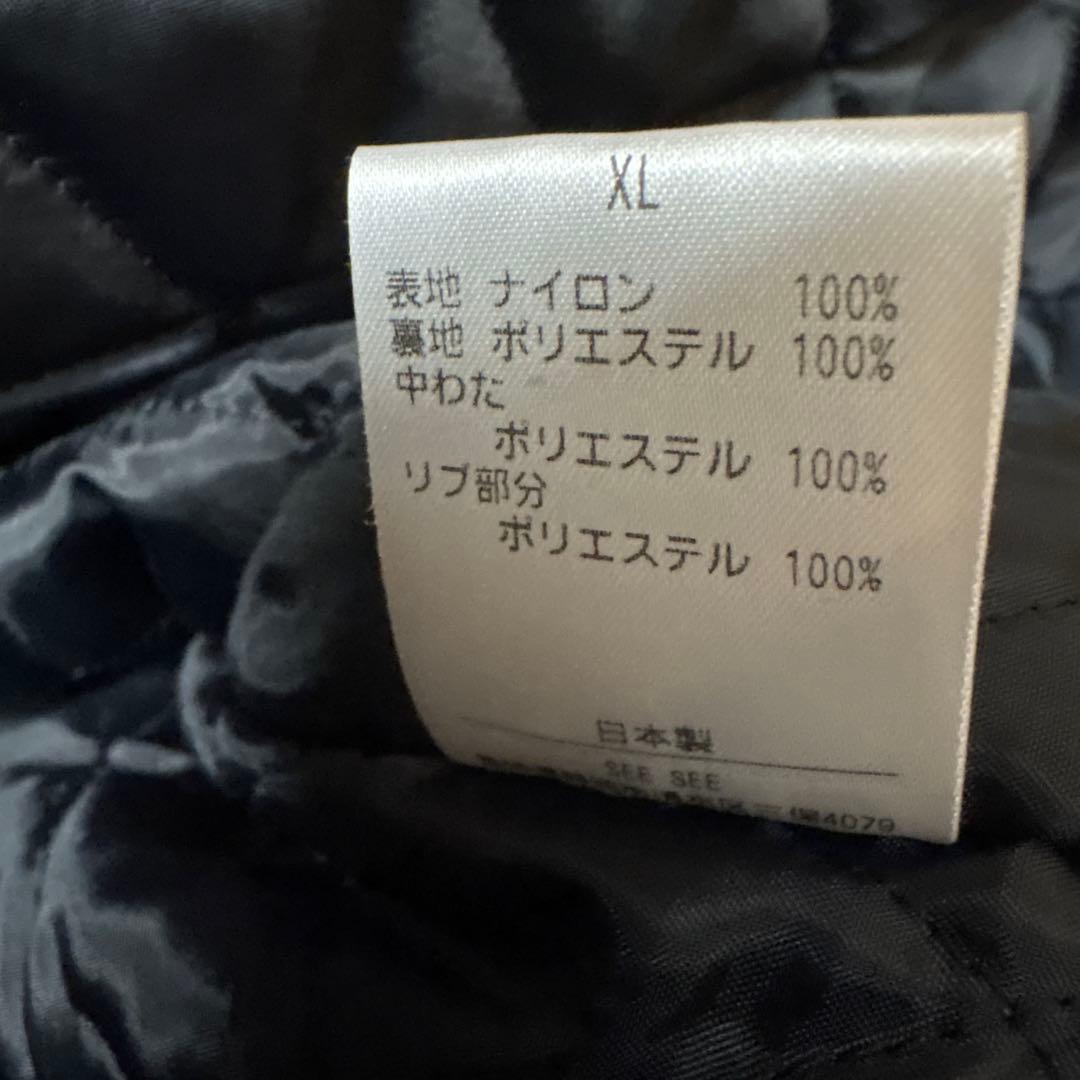 XL
表地 ナイロン 100%
裏地 ポリエステル 100%
中わた
ポリエステル 100%
リブ部分
ポリエステル 100%
日本製
SEE SEE
4079